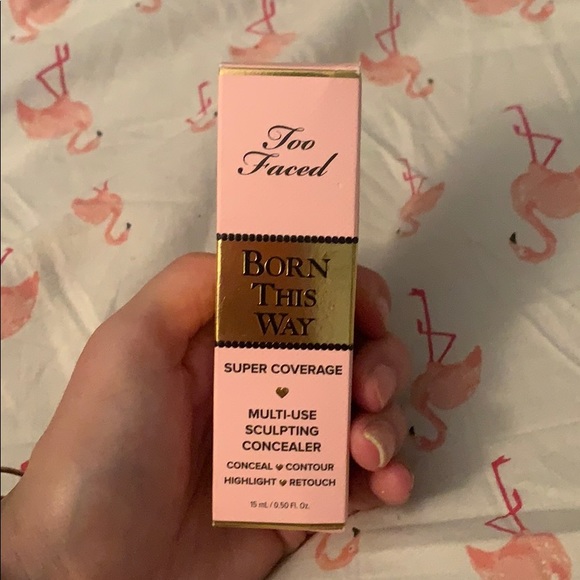 Too
Faced
BORN
THIS
WAY
SUPER COVERAGE
MULTI-USE
SCULPTING
CONCEALER
CONCEAL CONTOUR
HIGHLIGHT RETOUCH
15 mL / 0.50 Fl. Oz.